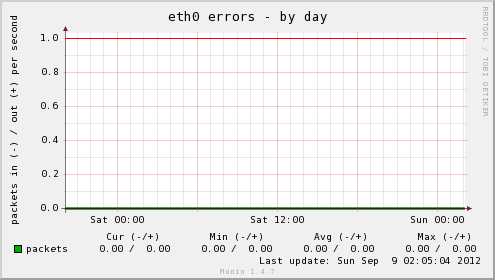 eth0 errors - by day
RRDTOOL / TOBI OETIKER
packets in (-) / out (+) per second
1.0
0.8
0.6
0.4
0.2
0.0
Sat 00:00 Sat 12:00 Sun 00:00
Cur (-/+) Min (-/+) Avg (-/+) Max (-/+)
packets 0.00 / 0.00 0.00 / 0.00 0.00 / 0.00 0.00 / 0.00
Last update: Sun Sep 9 02:05:04 2012
Munin 1.4.7